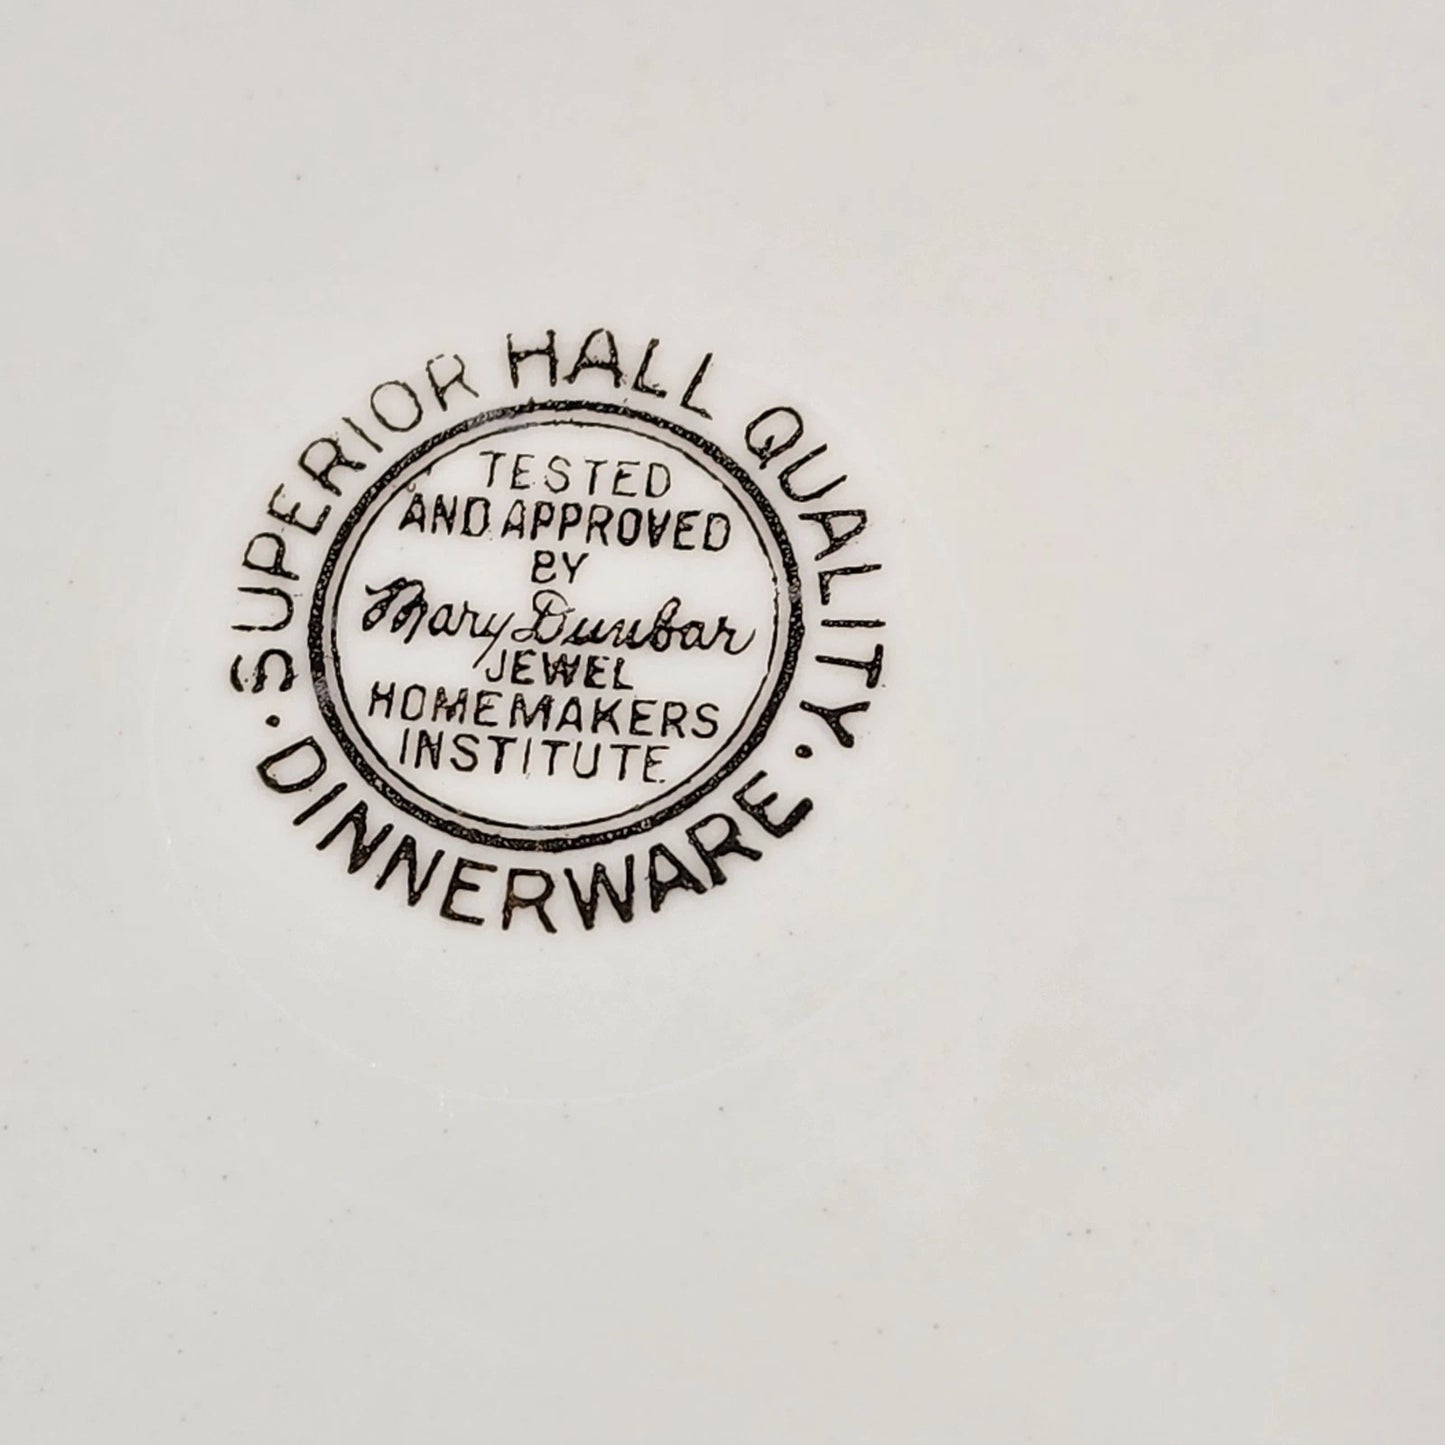 SUPERIOR HALL QUALITY
DINNERWARE
TESTED
AND APPROVED
BY
Mary Dunbar
JEWEL
HOMEMAKERS
INSTITUTE